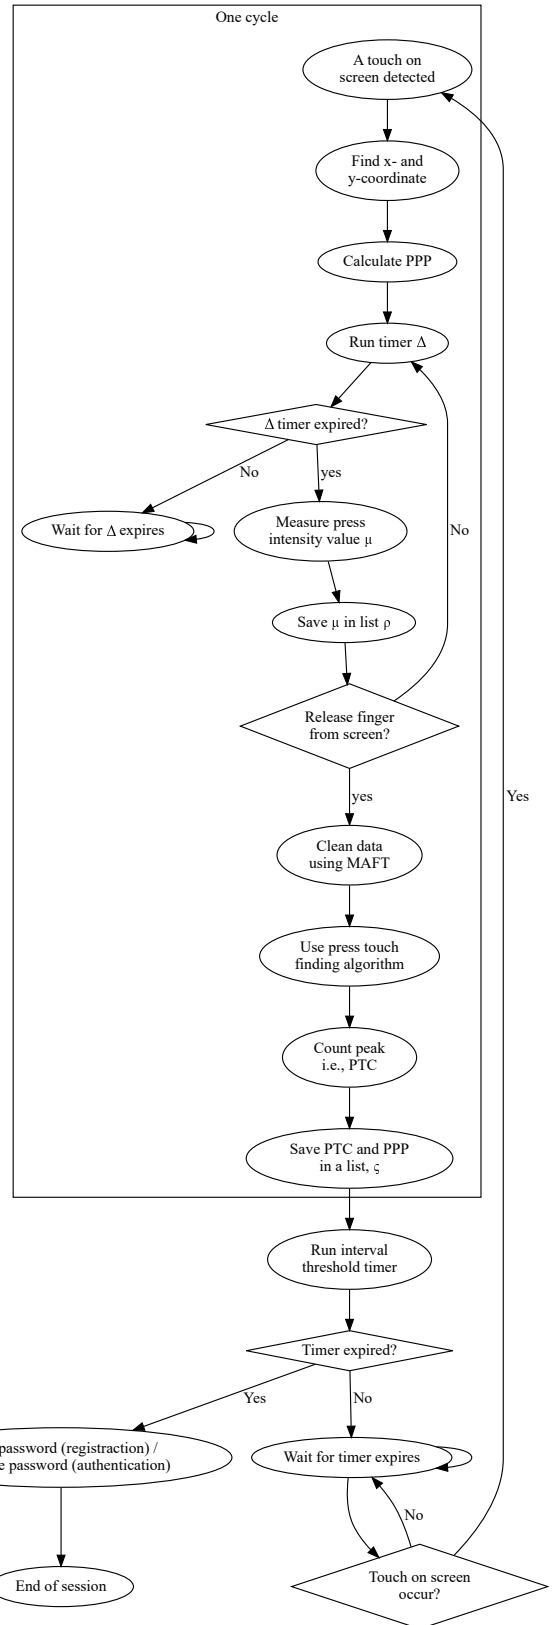 One cycle
A touch on
screen detected
Find x- and
y-coordinate
Calculate PPP
Run timer Δ
Δ timer expired?
No
yes
Wait for Δ expires
Measure press
intensity value μ
No
Save μ in list ρ
Release finger
from screen?
yes
Yes
Clean data
using MAFT
Use press touch
finding algorithm
Count peak
i.e., PTC
Save PTC and PPP
in a list, ς
Run interval
threshold timer
Timer expired?
Yes
No
password (registraction) /
password (authentication)
Wait for timer expires
No
End of session
Touch on screen
occur?